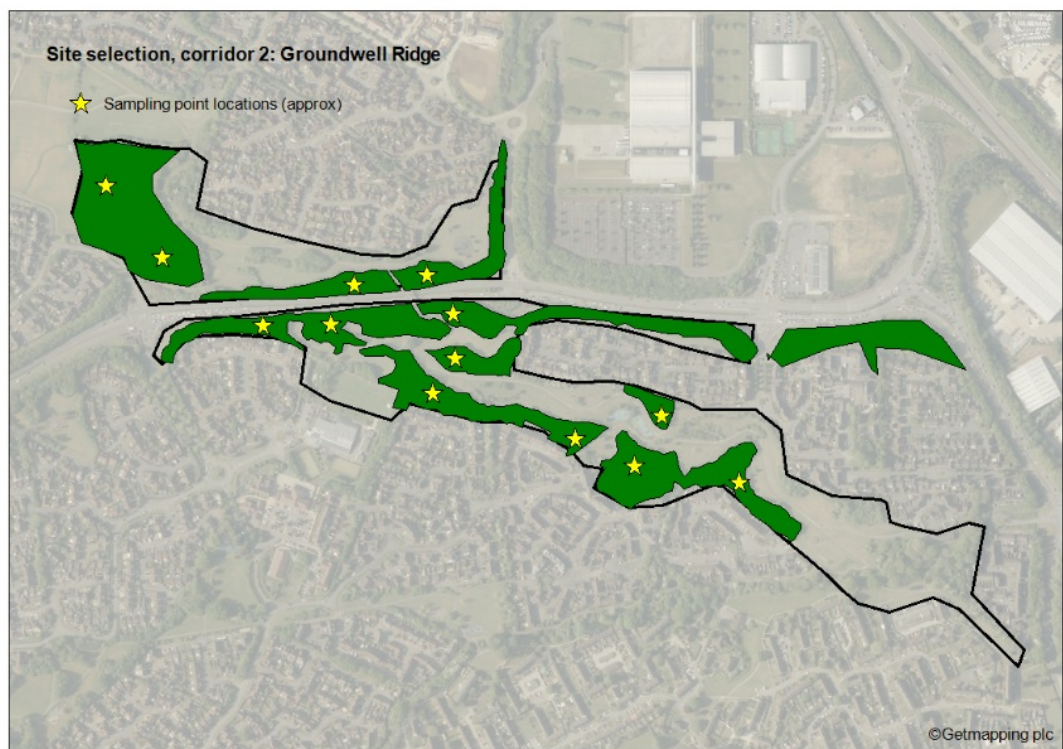 Site selection, corridor 2: Groundwell Ridge
Sampling point locations (approx)
©Getmapping plc